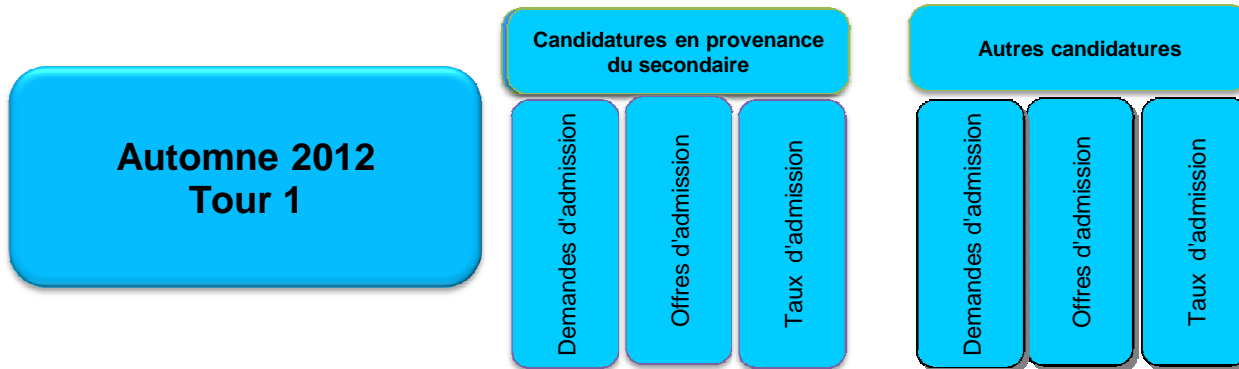 Automne 2012
Tour 1
Candidatures en provenance
du secondaire
Demandes d'admission
Offres d'admission
Taux d'admission
Autres candidatures
Demandes d'admission
Offres d'admission
Taux d'admission